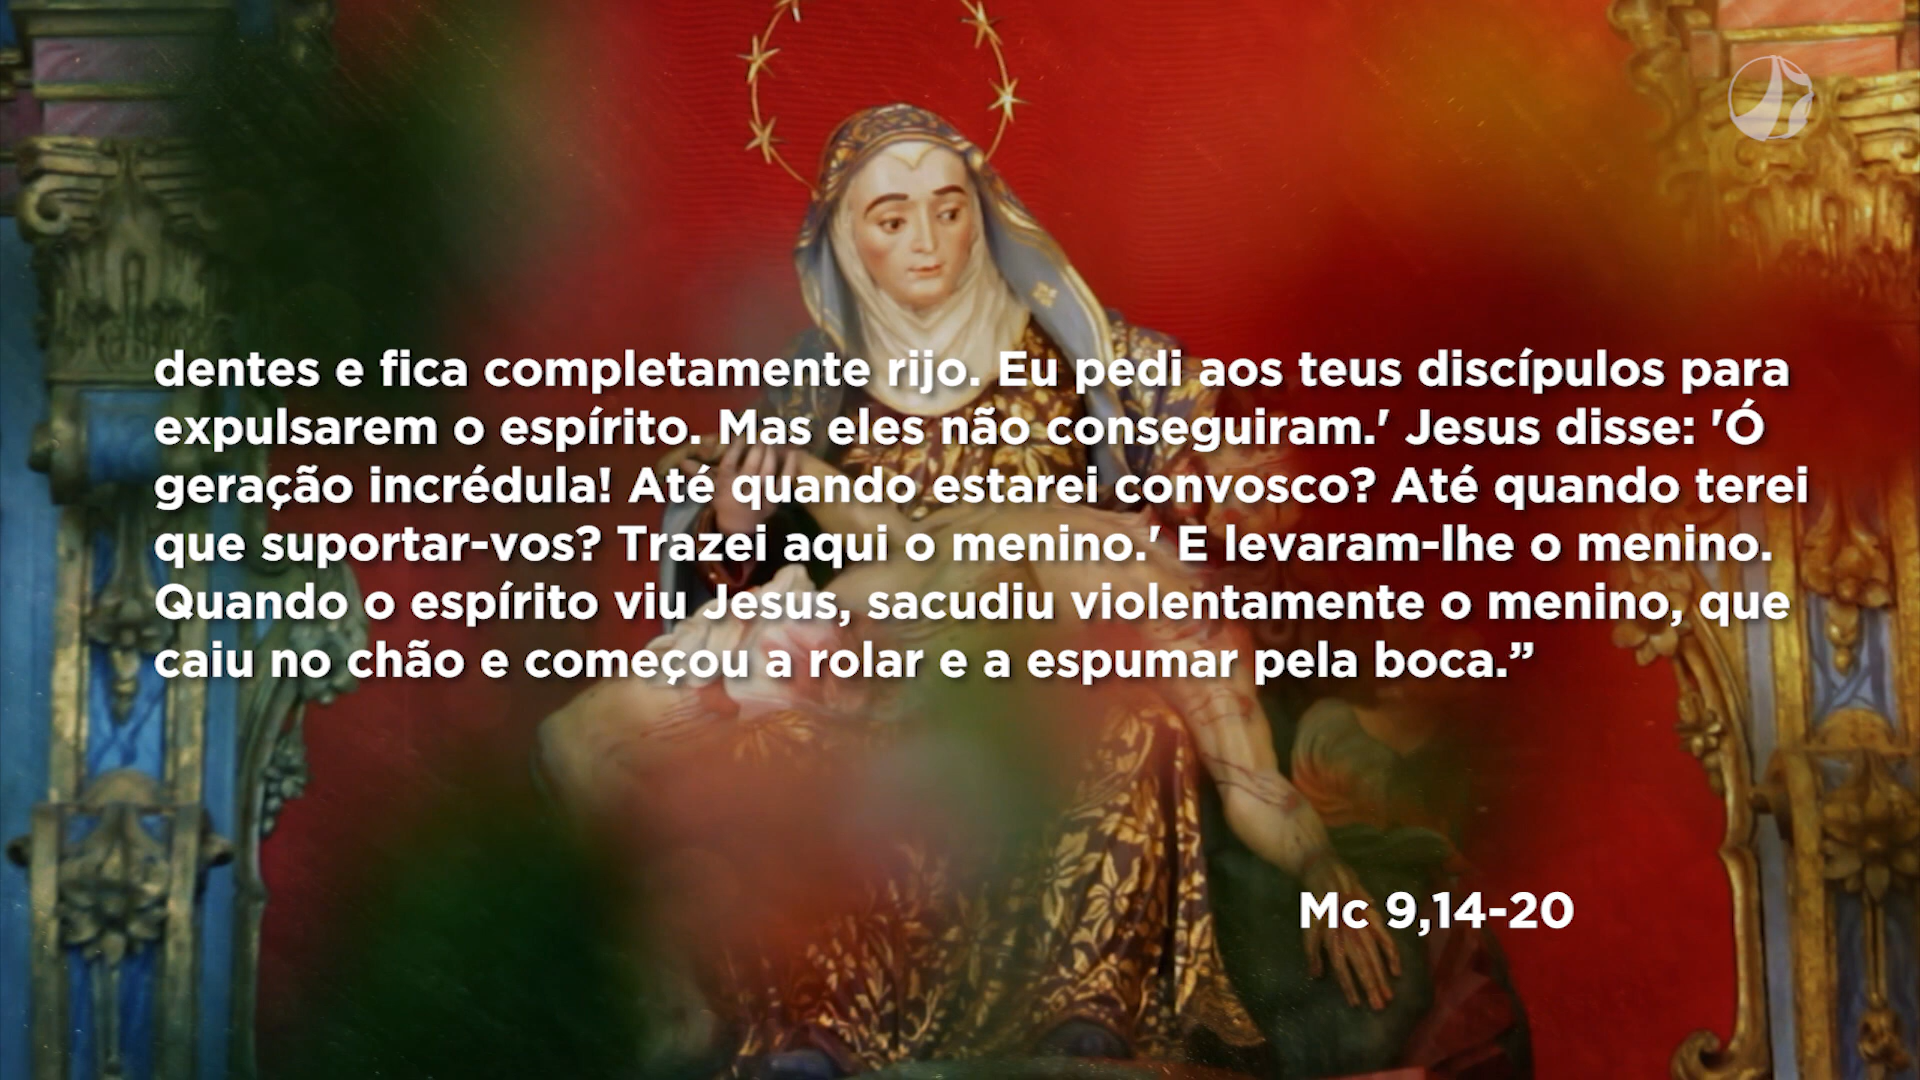 dentes e fica completamente rijo. Eu pedi aos teus discípulos para
expulsarem o espírito. Mas eles não conseguiram.' Jesus disse: 'Ó
geração incrédula! Até quando estarei convosco? Até quando terei
que suportar-vos? Trazei aqui o menino.' E levaram-lhe o menino.
Quando o espírito viu Jesus, sacudiu violentamente o menino, que
caiu no chão e começou a rolar e a espumar pela boca.”
Mc 9,14-20